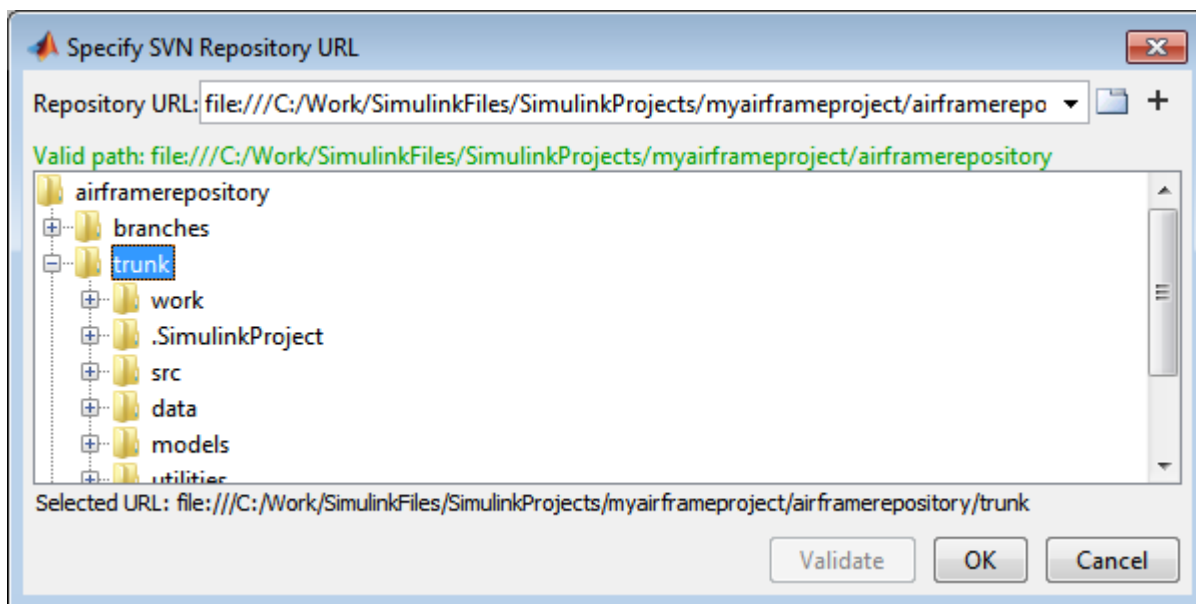 Specify SVN Repository URL
Repository URL: file:///C:/Work/SimulinkFiles/SimulinkProjects/myairframeproject/airframerepo
Valid path: file:///C:/Work/SimulinkFiles/SimulinkProjects/myairframeproject/airframerepository
airframerepository
branches
trunk
work
.SimulinkProject
src
data
models
utilities
Selected URL: file:///C:/Work/SimulinkFiles/SimulinkProjects/myairframeproject/airframerepository/trunk
Validate OK Cancel